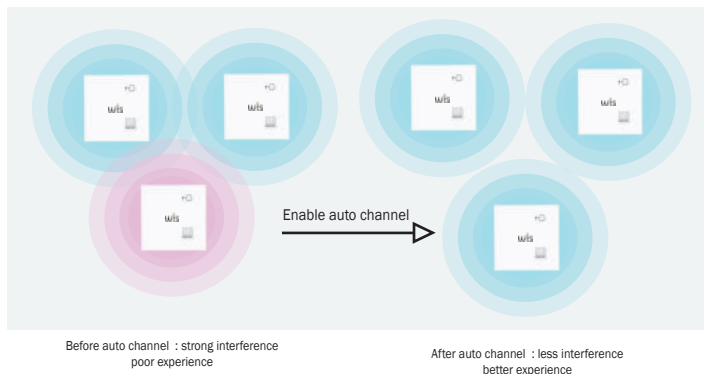 wis
wis
wis
wis
wis
wis
Enable auto channel
Before auto channel : strong interference
poor experience
After auto channel : less interference
better experience